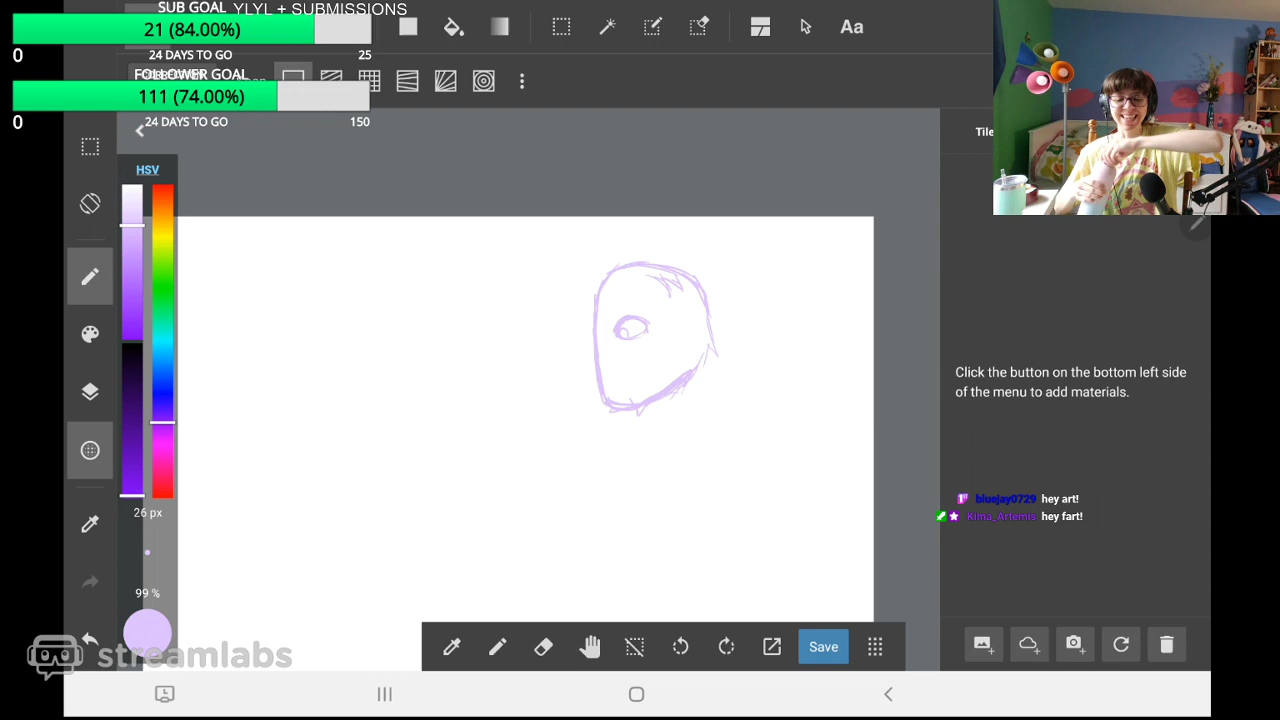 SUB GOAL
YLYL + SUBMISSIONS
21 (84.00%)
0
24 DAYS TO GO
25
FOLLOWER GOAL
111 (74.00%)
0
24 DAYS TO GO
150
Aa
HSV
26 px
99 %
Tile
Click the button on the bottom left side
of the menu to add materials.
bluejay0729 hey art!
Kima_Artemis hey fart!
Save
streamlabs